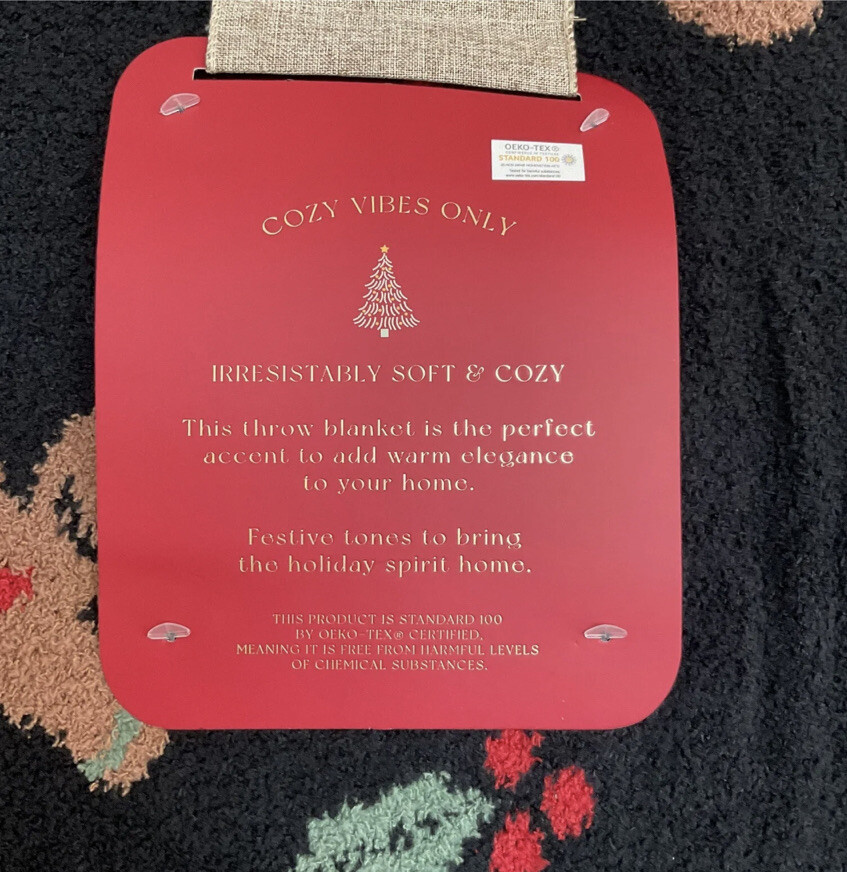 OEKO-TEX®
STANDARD 100
COZY VIBES ONLY
IRRESISTABLY SOFT & COZY
This throw blanket is the perfect
accent to add warm elegance
to your home.
Festive tones to bring
the holiday spirit home.
THIS PRODUCT IS STANDARD 100
BY OEKO-TEX® CERTIFIED,
MEANING IT IS FREE FROM HARMFUL LEVELS
OF CHEMICAL SUBSTANCES.